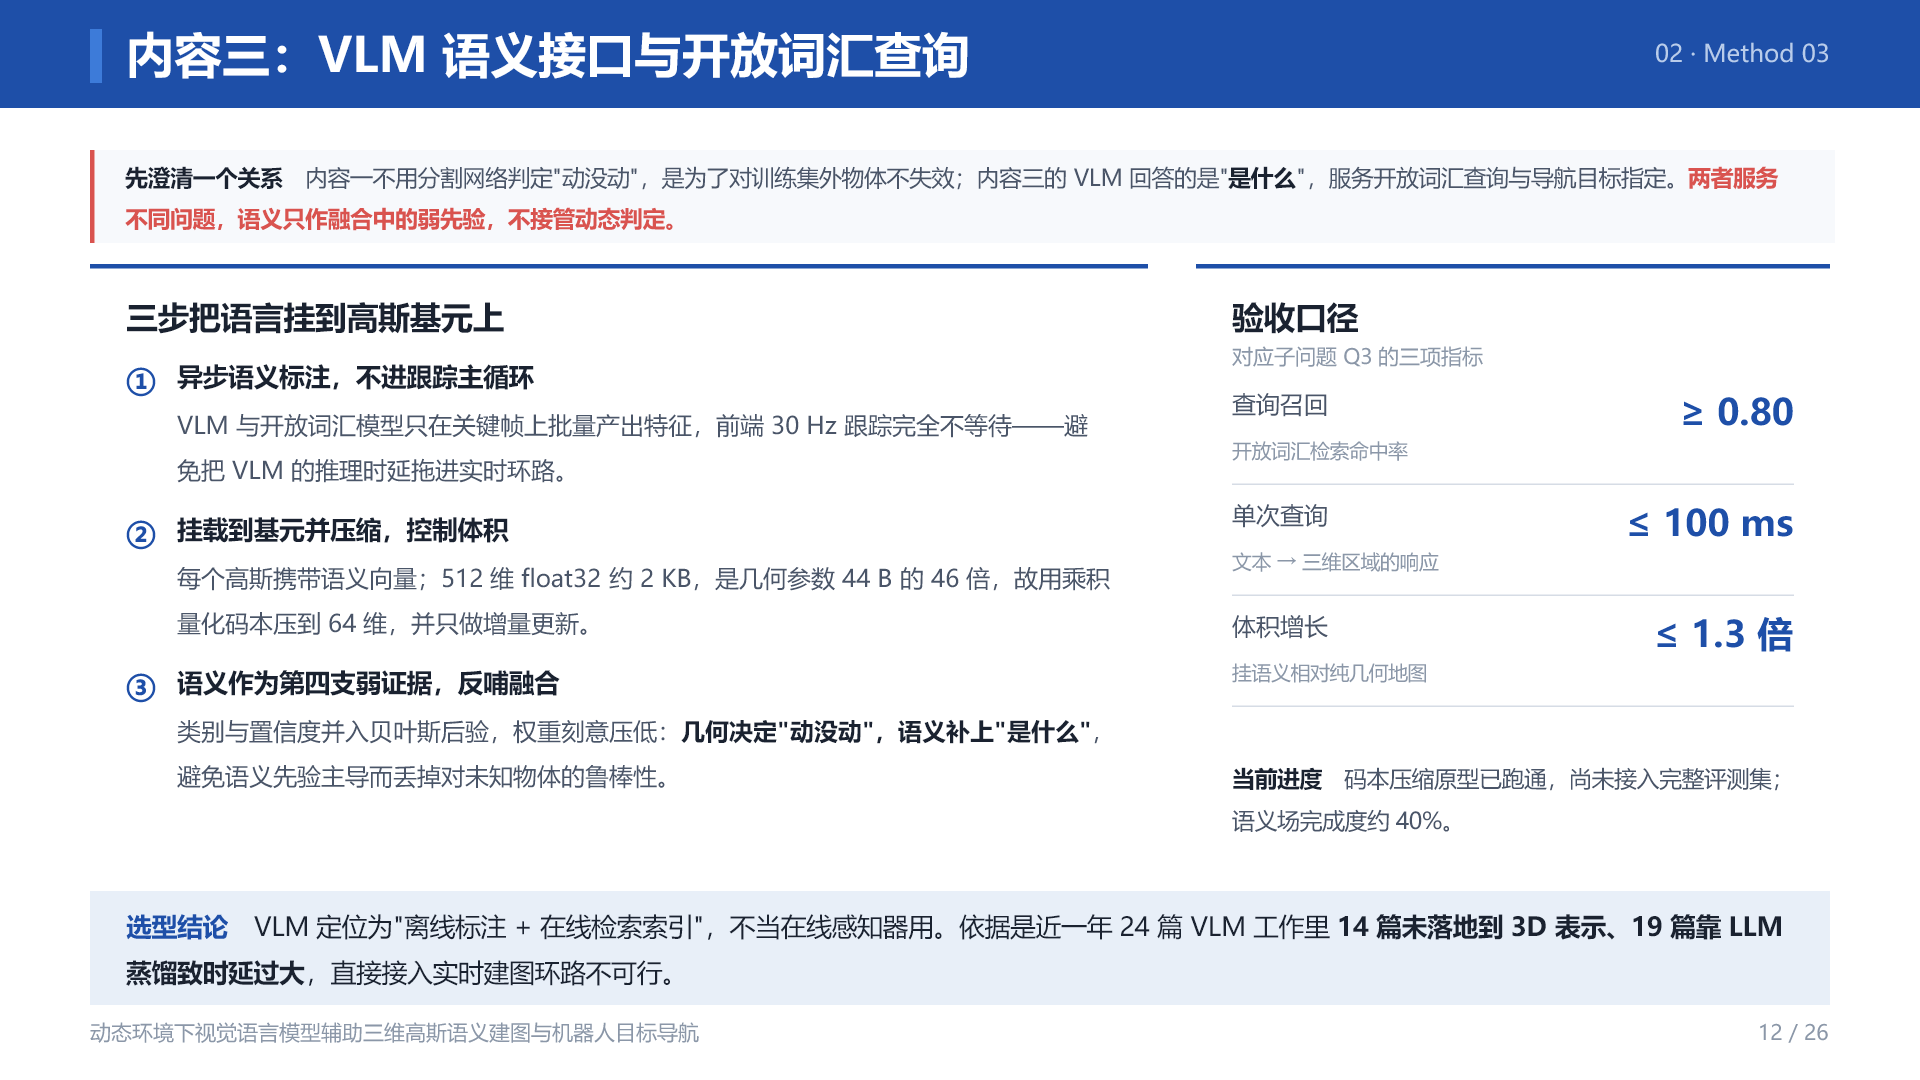 内容三：VLM 语义接口与开放词汇查询
02 · Method 03
先澄清一个关系　内容一不用分割网络判定"动没动"，是为了对训练集外物体不失效；内容三的 VLM 回答的是"是什么"，服务开放词汇查询与导航目标指定。两者服务
不同问题，语义只作融合中的弱先验，不接管动态判定。
三步把语言挂到高斯基元上
① 异步语义标注，不进跟踪主循环
VLM 与开放词汇模型只在关键帧上批量产出特征，前端 30 Hz 跟踪完全不等待——避
免把 VLM 的推理时延拖进实时环路。
② 挂载到基元并压缩，控制体积
每个高斯携带语义向量；512 维 float32 约 2 KB，是几何参数 44 B 的 46 倍，故用乘积
量化码本压到 64 维，并只做增量更新。
③ 语义作为第四支弱证据，反哺融合
类别与置信度并入贝叶斯后验，权重刻意压低：几何决定"动没动"，语义补上"是什么"，
避免语义先验主导而丢掉对未知物体的鲁棒性。
验收口径
对应子问题 Q3 的三项指标
查询召回
≥ 0.80
开放词汇检索命中率
单次查询
≤ 100 ms
文本 → 三维区域的响应
体积增长
≤ 1.3 倍
挂语义相对纯几何地图
当前进度　码本压缩原型已跑通，尚未接入完整评测集；
语义场完成度约 40%。
选型结论　VLM 定位为"离线标注 + 在线检索索引"，不当在线感知器用。依据是近一年 24 篇 VLM 工作里 14 篇未落地到 3D 表示、19 篇靠 LLM
蒸馏致时延过大，直接接入实时建图环路不可行。
动态环境下视觉语言模型辅助三维高斯语义建图与机器人目标导航
12 / 26